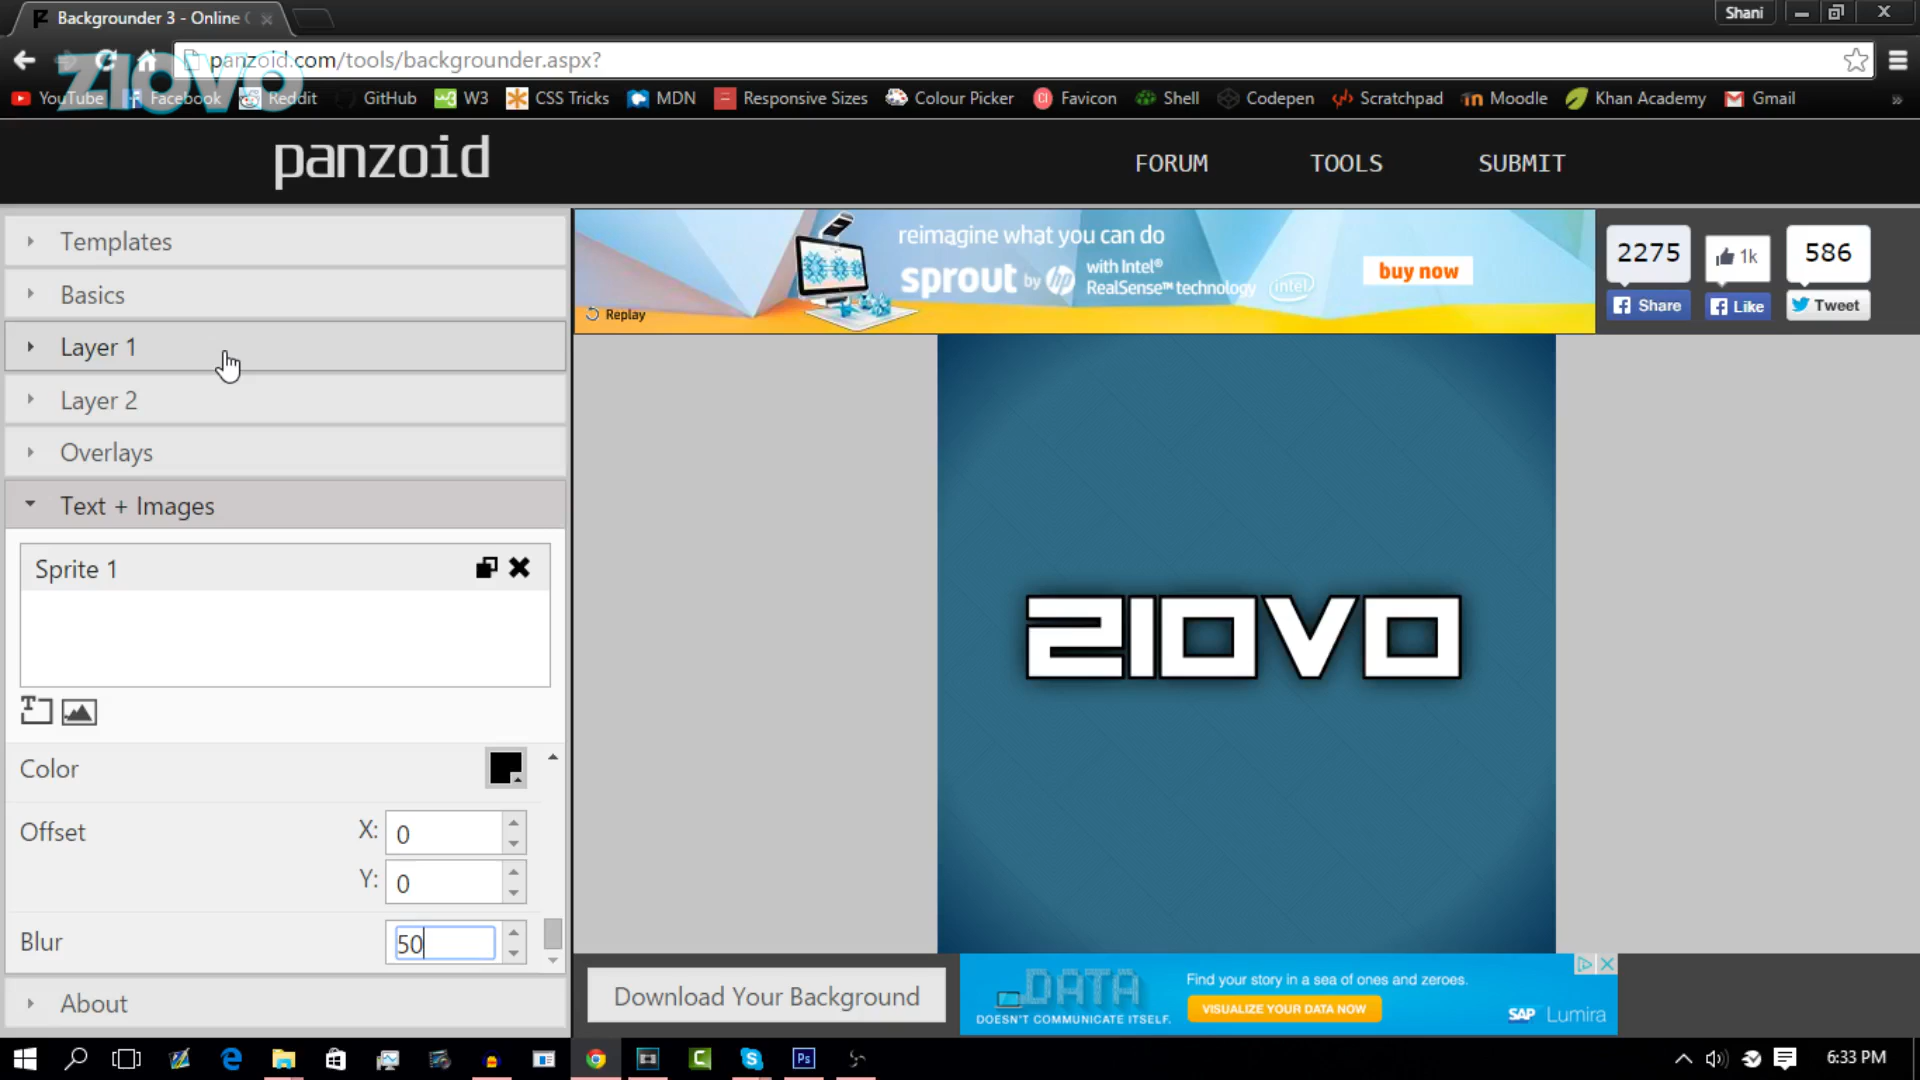 Backgrounder 3 - Online
Shani
panzoid.com/tools/backgrounder.aspx?
ZIOVO
YouTube
Facebook
Reddit
GitHub
W3
CSS Tricks
MDN
Responsive Sizes
Colour Picker
Favicon
Shell
Codepen
Scratchpad
Moodle
Khan Academy
Gmail
panzoid
FORUM
TOOLS
SUBMIT
Templates
Basics
Layer 1
Layer 2
Overlays
Text + Images
Sprite 1
Color
Offset
X: 0
Y: 0
Blur 50
About
reimagine what you can do
sprout by hp with Intel®
RealSense™ technology
intel
buy now
Replay
2275
Share
1k
Like
586
Tweet
ZIOVO
Download Your Background
DATA
DOESN'T COMMUNICATE ITSELF.
Find your story in a sea of ones and zeroes.
VISUALIZE YOUR DATA NOW
SAP Lumira
Ps
6:33 PM